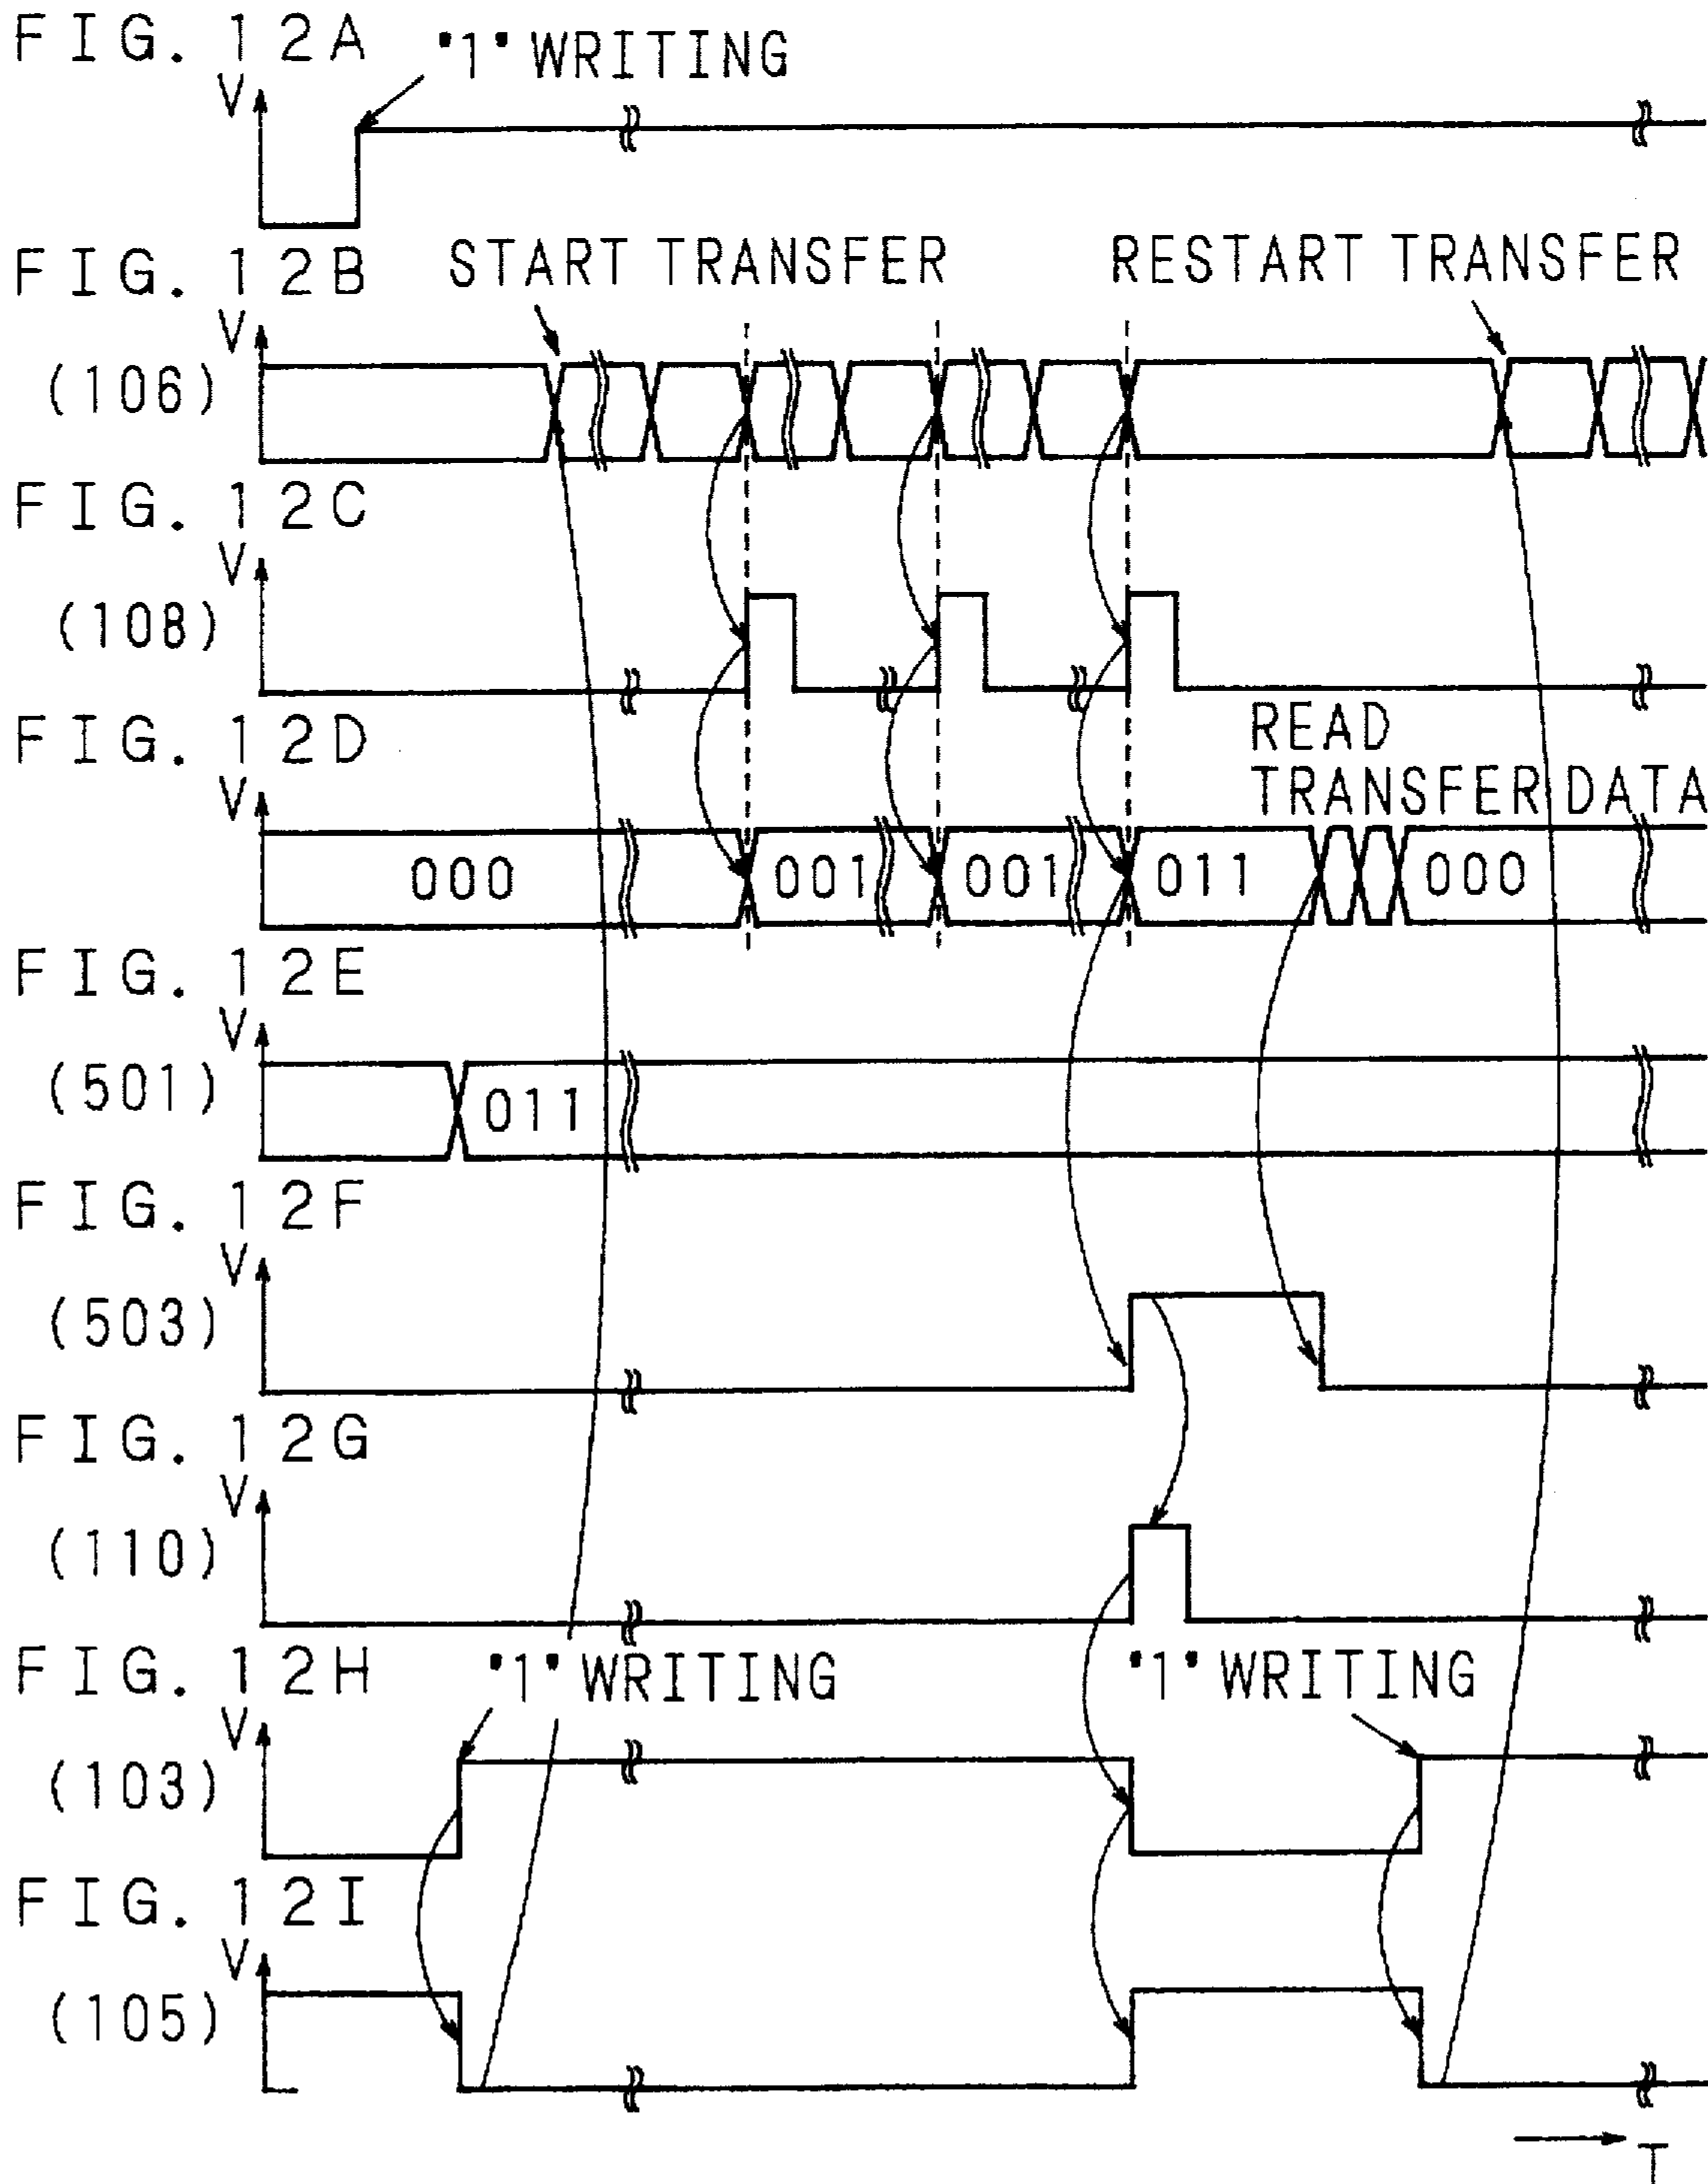 FIG. 12A
"1" WRITING
V
FIG. 12B
START TRANSFER
RESTART TRANSFER
V
(106)
FIG. 12C
V
(108)
FIG. 12D
READ
TRANSFER DATA
V
000 001 001 011 000
FIG. 12E
V
(501)
011
FIG. 12F
V
(503)
FIG. 12G
V
(110)
FIG. 12H
"1" WRITING
"1" WRITING
V
(103)
FIG. 12I
V
(105)
T